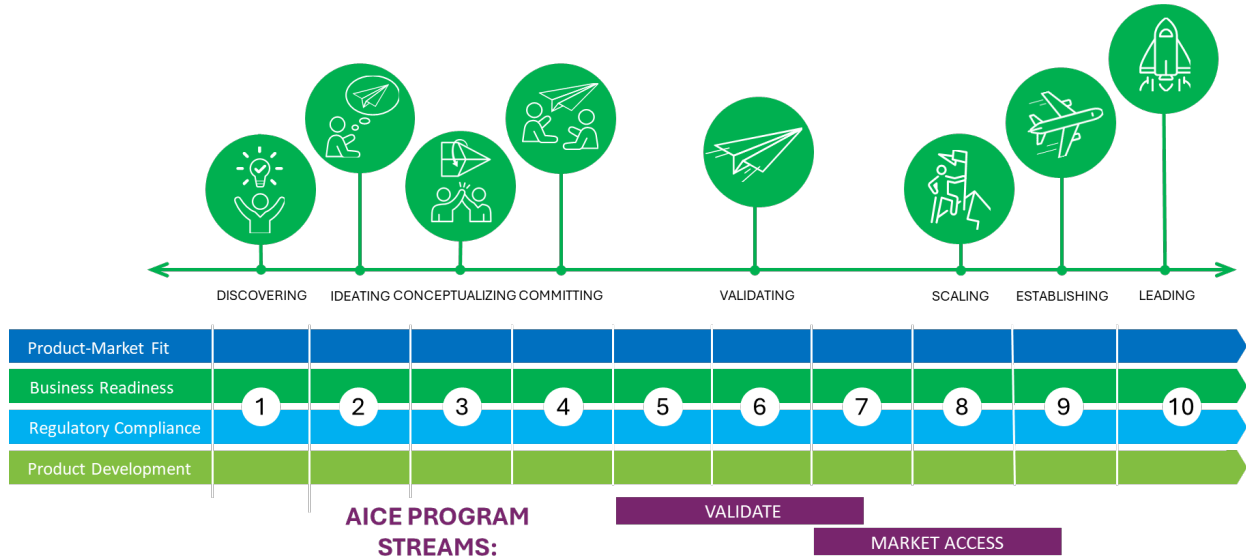 DISCOVERING IDEATING CONCEPTUALIZING COMMITTING VALIDATING SCALING ESTABLISHING LEADING
Product-Market Fit
Business Readiness
1 2 3 4 5 6 7 8 9 10
Regulatory Compliance
Product Development
AICE PROGRAM
STREAMS:
VALIDATE
MARKET ACCESS